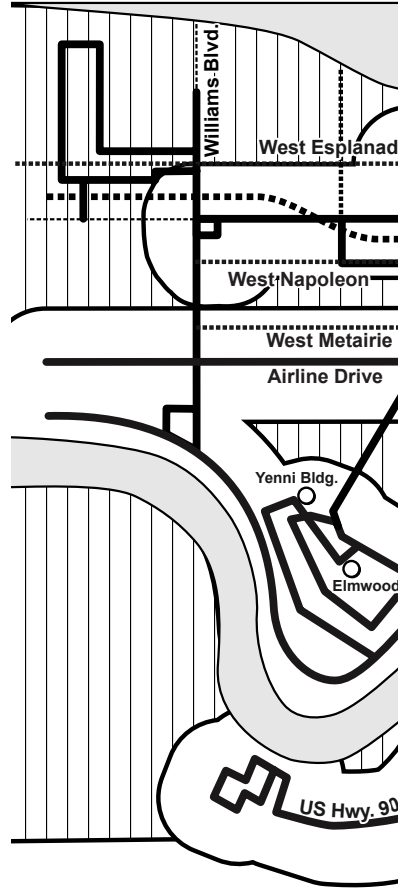 Williams Blvd.
West Esplanad
West Napoleon
West Metairie
Airline Drive
Yenni Bldg.
Elmwood
US Hwy. 90